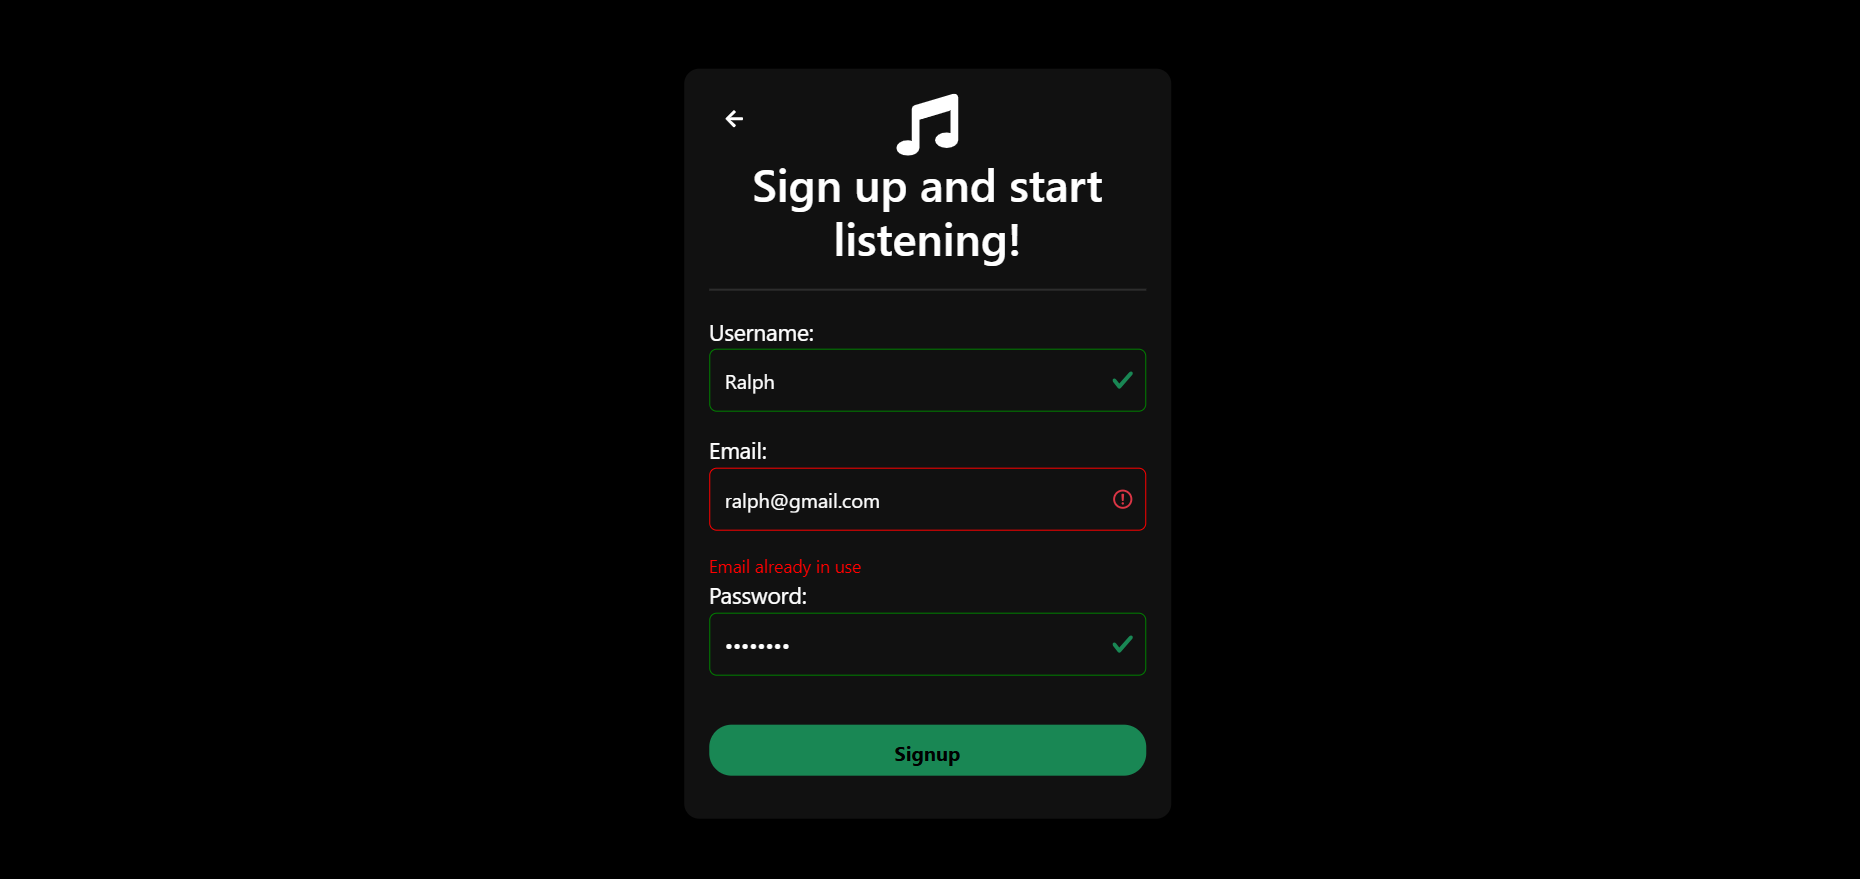 Sign up and start
listening!
Username:
Ralph
Email:
ralph@gmail.com
Email already in use
Password:
••••••••
Signup